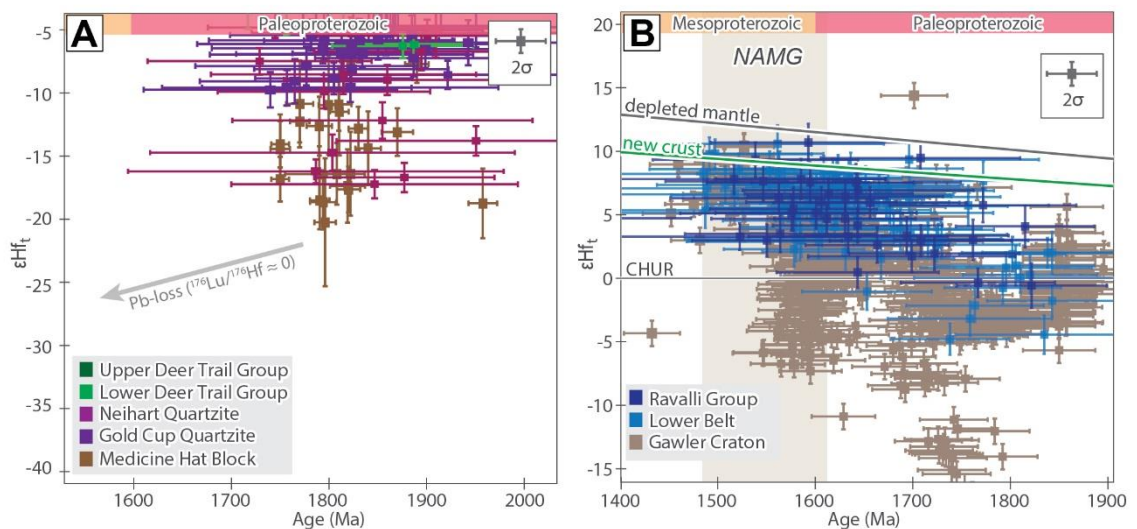 A
Paleoproterozoic
2σ
-5
-10
-15
-20
-25
-30
-35
-40
εHft
Pb-loss (¹⁷⁶Lu/¹⁷⁶Hf ≈ 0)
Upper Deer Trail Group
Lower Deer Trail Group
Neihart Quartzite
Gold Cup Quartzite
Medicine Hat Block
1600 1700 1800 1900 2000
Age (Ma)
B
Mesoproterozoic Paleoproterozoic
NAMG
2σ
20
15
10
5
0
-5
-10
-15
εHft
depleted mantle
new crust
CHUR
Ravalli Group
Lower Belt
Gawler Craton
1400 1500 1600 1700 1800 1900
Age (Ma)